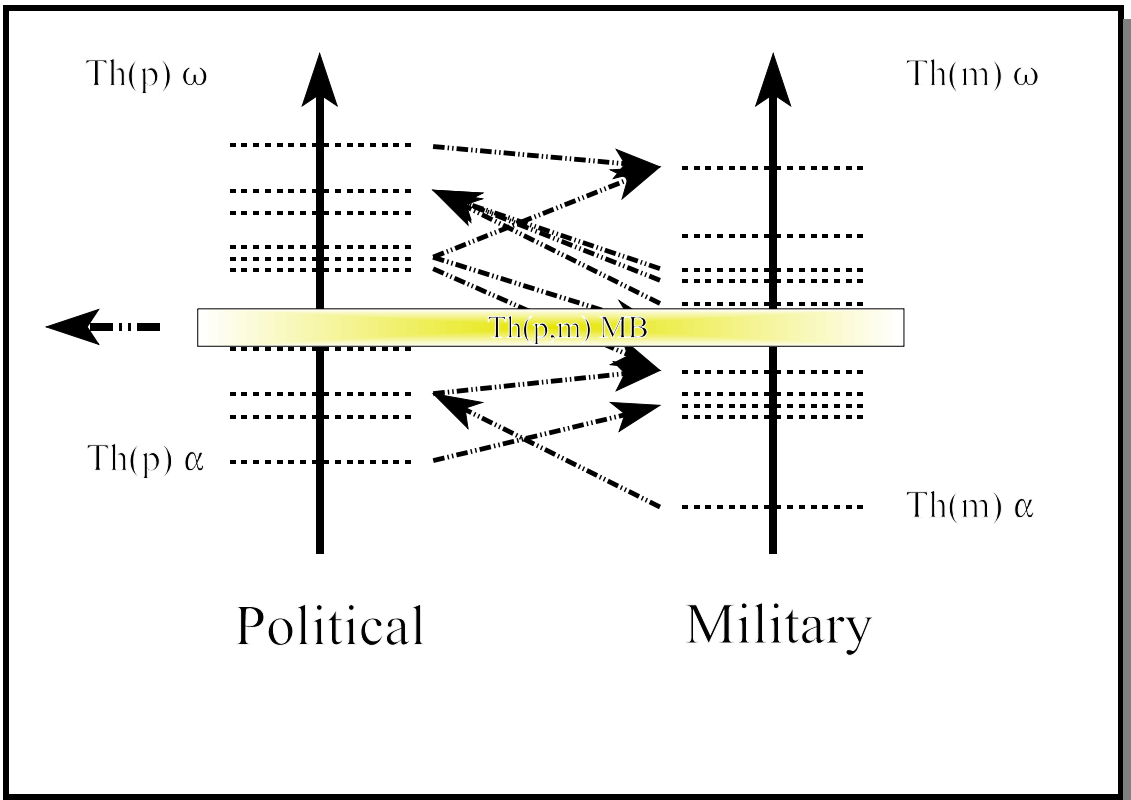 Th(p) ω
Th(m) ω
Th(p,m) MB
Th(p) α
Th(m) α
Political
Military